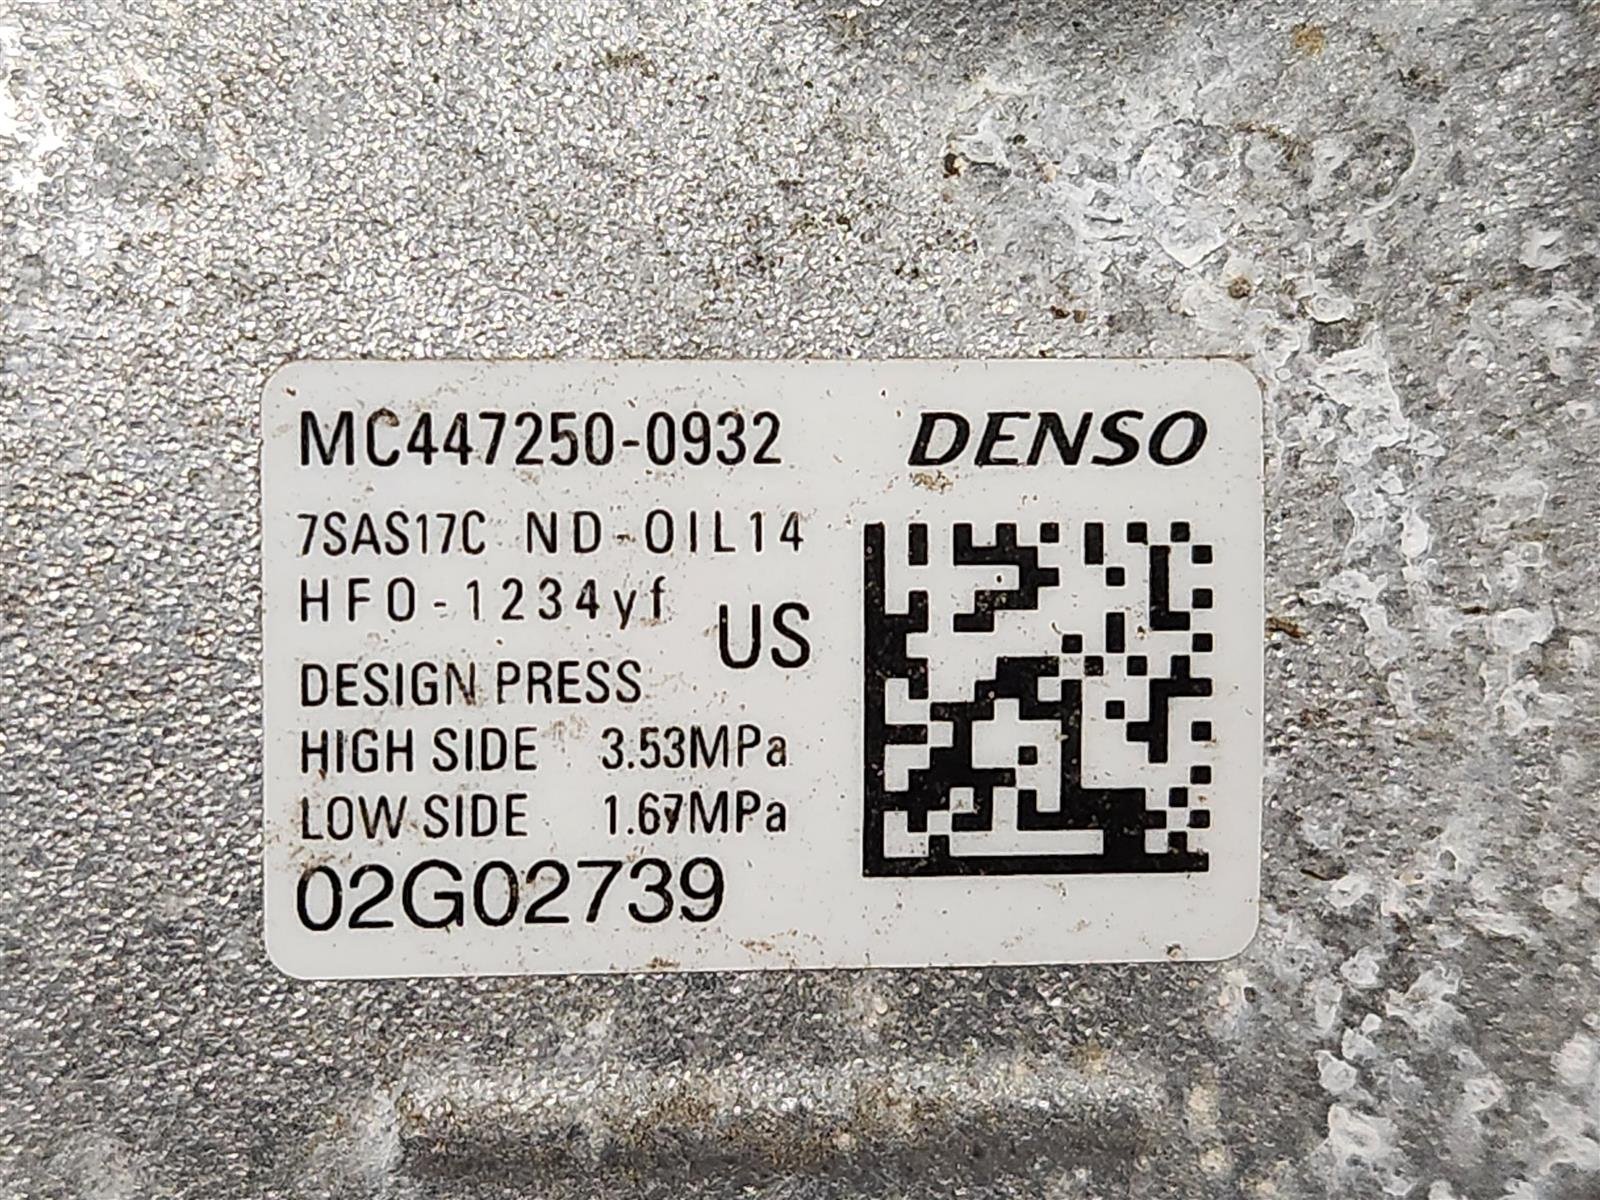 MC447250-0932 DENSO
7SAS17C ND-OIL14
HFO-1234yf US
DESIGN PRESS
HIGH SIDE 3.53MPa
LOW SIDE 1.67MPa
02G02739